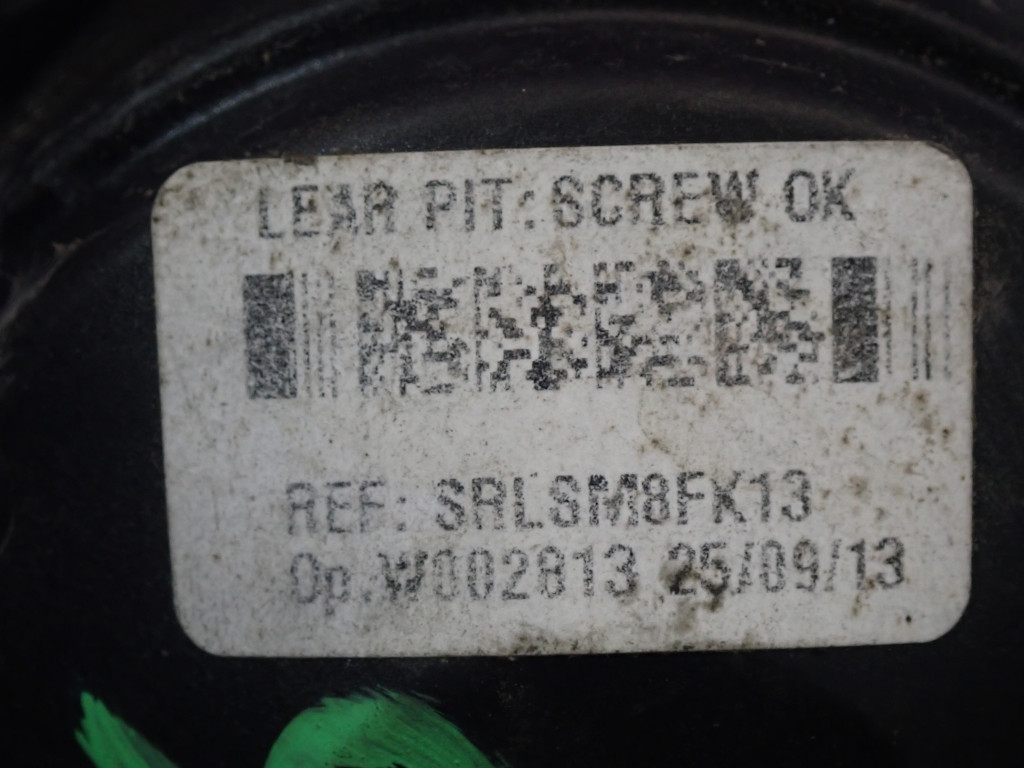 LEAR PIT: SCREW OK
REF: SRLSM8FK13
Op.W002813 25/09/13